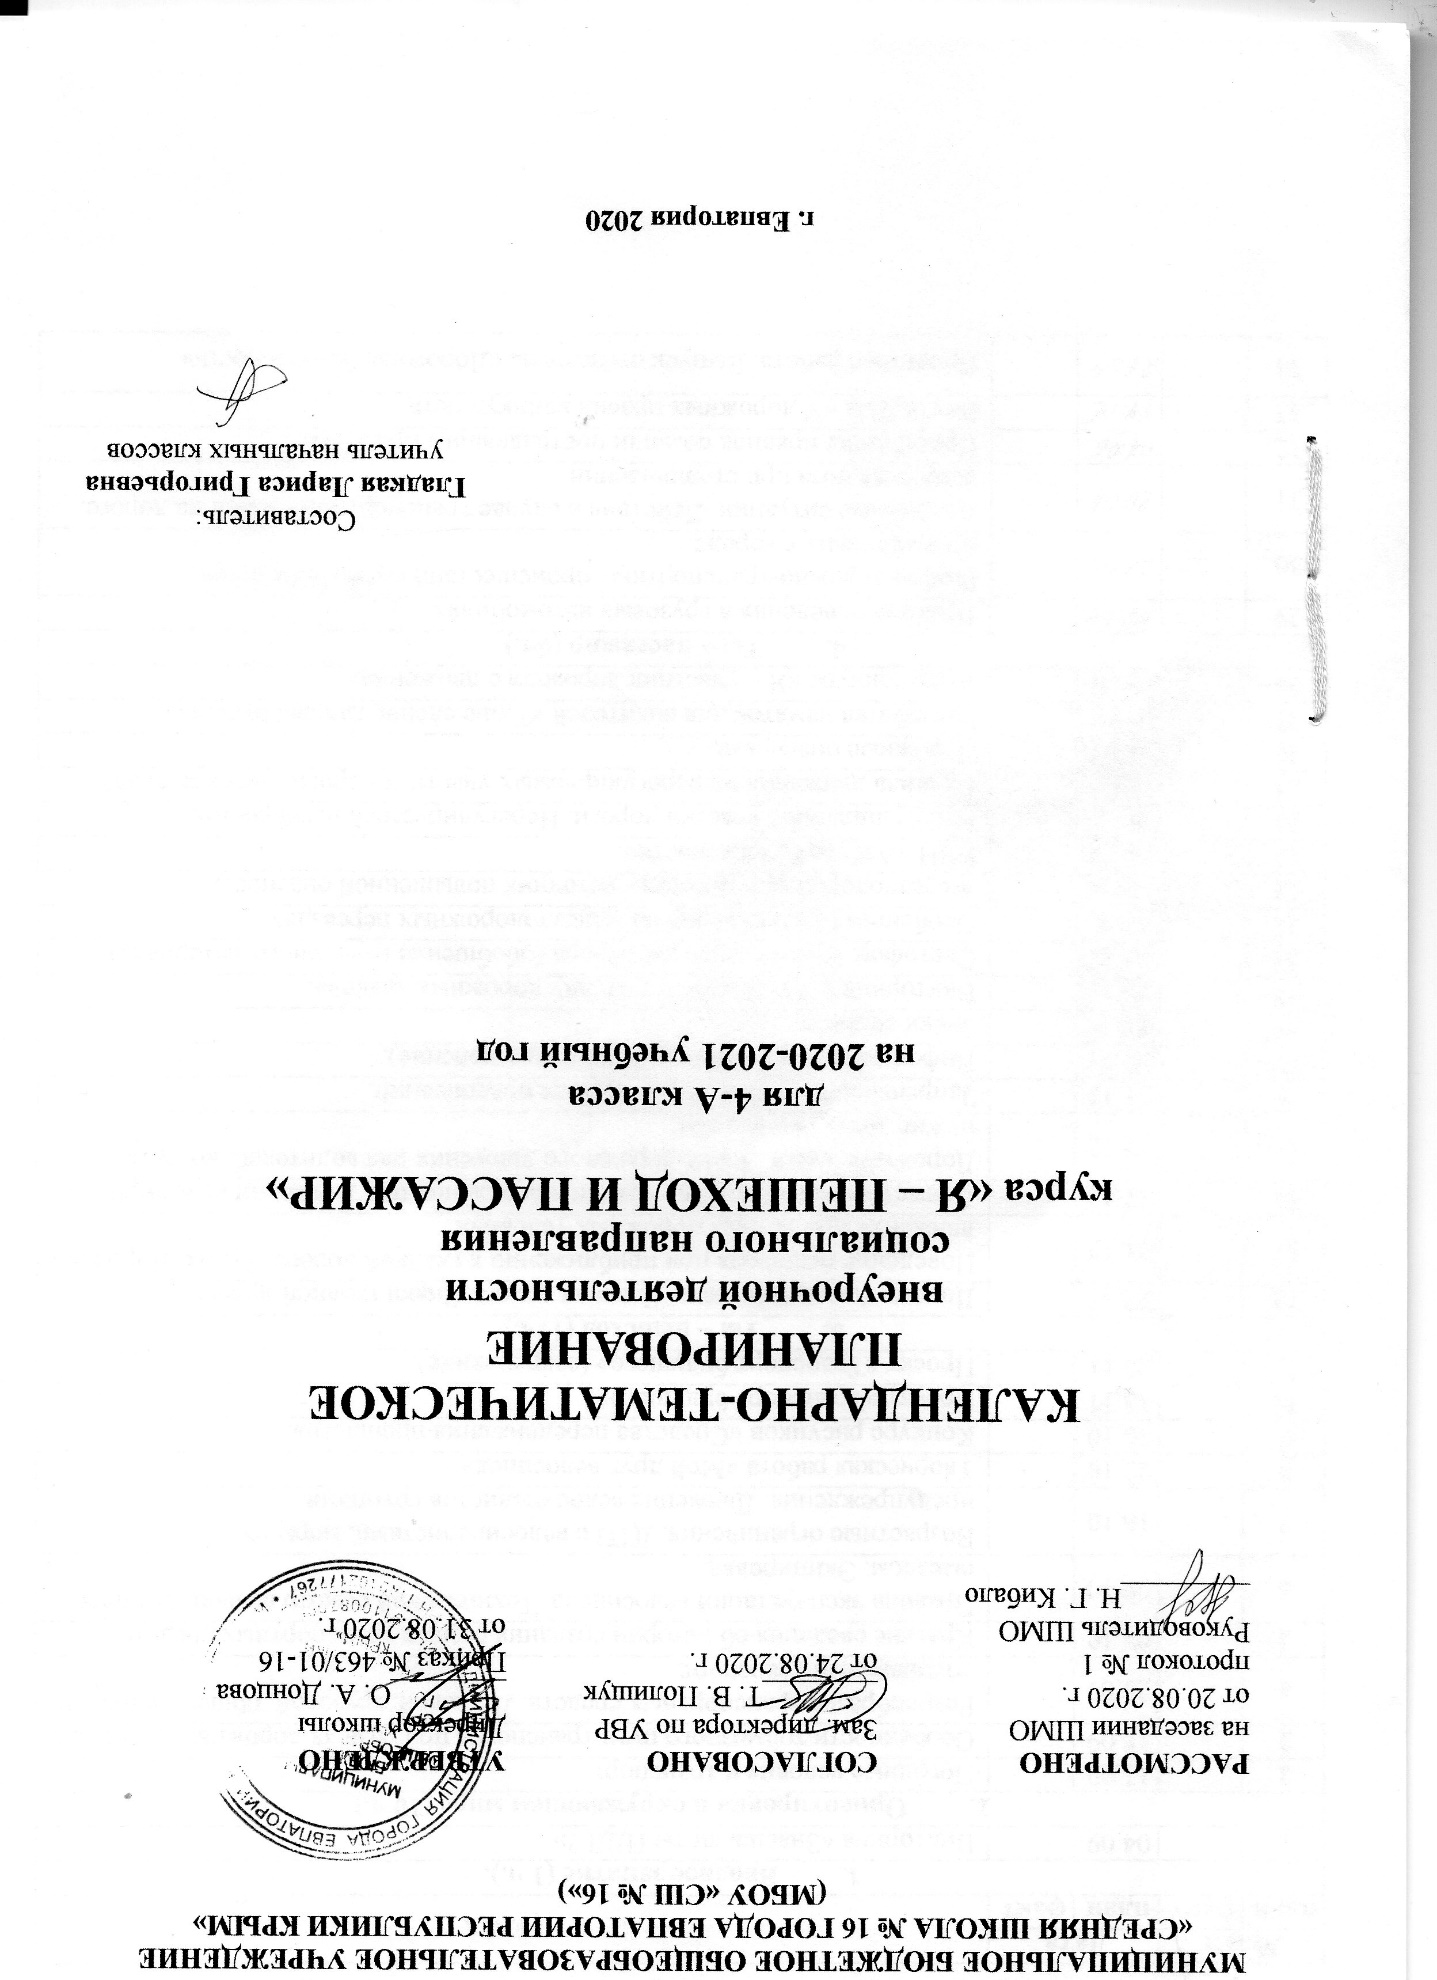 МУНИЦИПАЛЬНОЕ БЮДЖЕТНОЕ ОБЩЕОБРАЗОВАТЕЛЬНОЕ УЧРЕЖДЕНИЕ
«СРЕДНЯЯ ШКОЛА № 16 ГОРОДА ЕВПАТОРИИ РЕСПУБЛИКИ КРЫМ»
(МБОУ «СШ № 16»)
РАССМОТРЕНО
на заседании ШМО
от 20.08.2020 г.
протокол № 1
Руководитель ШМО
Н. Г. Кибало
СОГЛАСОВАНО
Зам. директора по УВР
Т. В. Полищук
от 24.08.2020 г.
УТВЕРЖДЕНО
Директор школы
О. А. Донцова
Приказ № 463/01-16
от 31.08.2020 г.
ГОРОДА ЕВПАТОРИИ
КАЛЕНДАРНО-ТЕМАТИЧЕСКОЕ
ПЛАНИРОВАНИЕ
внеурочной деятельности
социального направления
курса «Я – ПЕШЕХОД И ПАССАЖИР»
для 4-А класса
на 2020-2021 учебный год
Составитель:
Гладкая Лариса Григорьевна
учитель начальных классов
г. Евпатория 2020